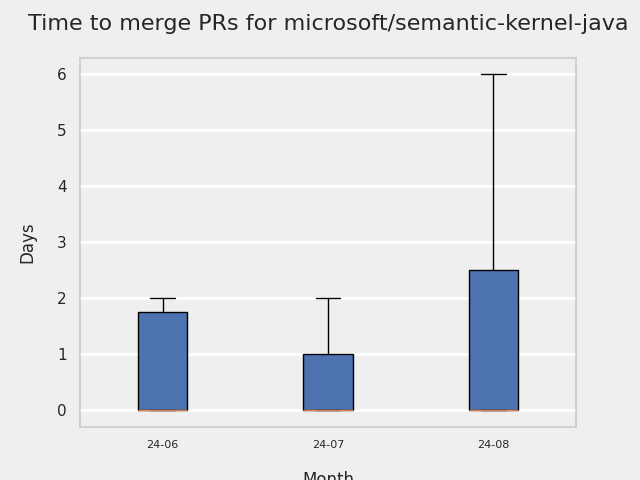 Time to merge PRs for microsoft/semantic-kernel-java
6
5
4
3
2
1
0
Days
24-06 24-07 24-08
Month